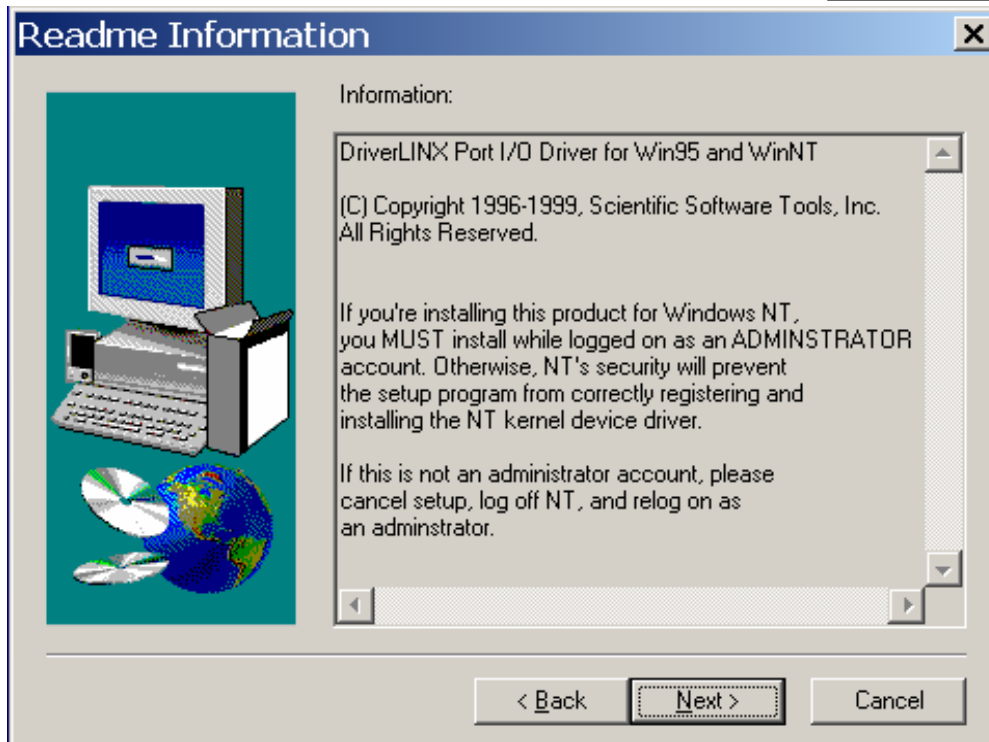 Readme Information
Information:
DriverLINX Port I/O Driver for Win95 and WinNT
(C) Copyright 1996-1999, Scientific Software Tools, Inc.
All Rights Reserved.
If you're installing this product for Windows NT,
you MUST install while logged on as an ADMINSTRATOR
account. Otherwise, NT's security will prevent
the setup program from correctly registering and
installing the NT kernel device driver.
If this is not an administrator account, please
cancel setup, log off NT, and relog on as
an adminstrator.
< Back Next > Cancel